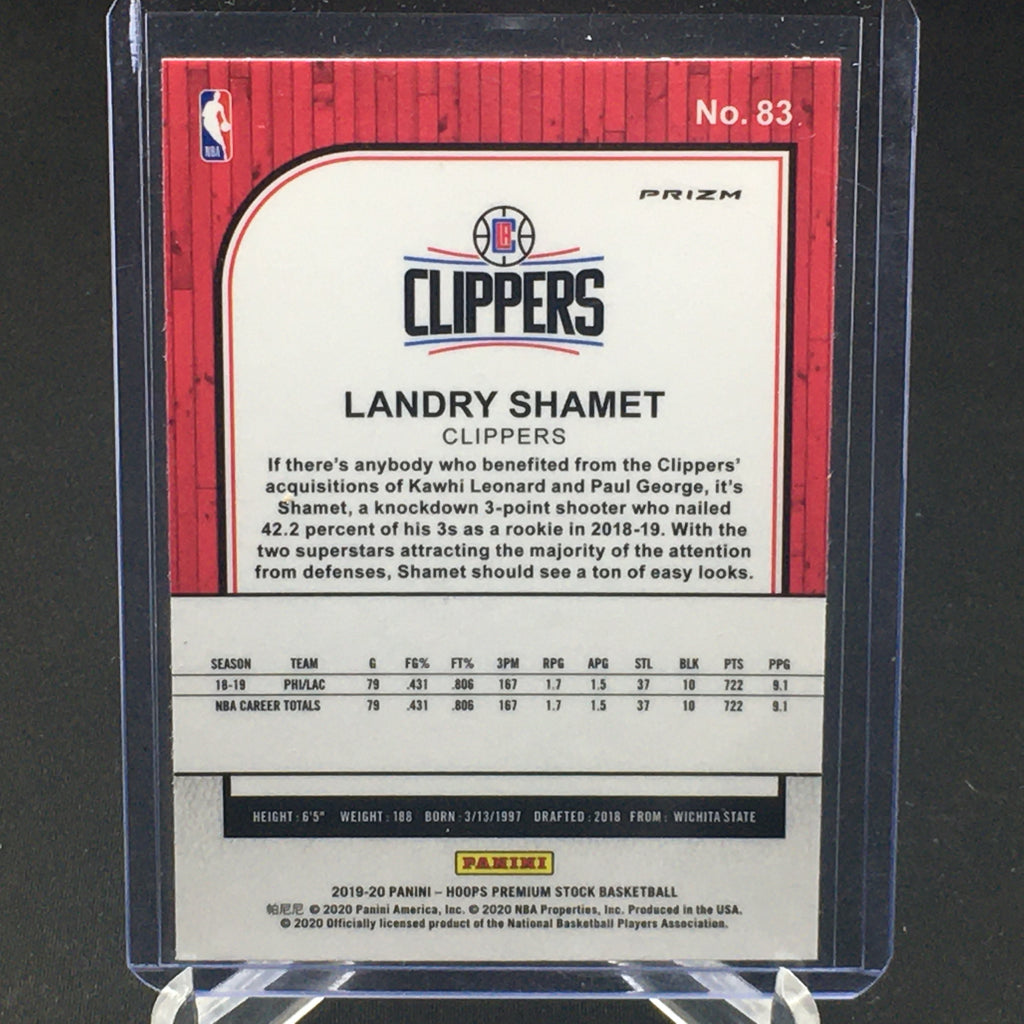 No. 83
NBA
PRIZM
LAC
CLIPPERS
LANDRY SHAMET
CLIPPERS
If there's anybody who benefited from the Clippers'
acquisitions of Kawhi Leonard and Paul George, it's
Shamet, a knockdown 3-point shooter who nailed
42.2 percent of his 3s as a rookie in 2018-19. With the
two superstars attracting the majority of the attention
from defenses, Shamet should see a ton of easy looks.
SEASON TEAM G FG% FT% 3PM RPG APG STL BLK PTS PPG
18-19 PHI/LAC 79 .431 .806 167 1.7 1.5 37 10 722 9.1
NBA CAREER TOTALS 79 .431 .806 167 1.7 1.5 37 10 722 9.1
HEIGHT: 6'5" WEIGHT: 188 BORN: 3/13/1997 DRAFTED: 2018 FROM: WICHITA STATE
PANINI
2019-20 PANINI – HOOPS PREMIUM STOCK BASKETBALL
帕尼尼 © 2020 Panini America, Inc. © 2020 NBA Properties, Inc. Produced in the USA.
© 2020 Officially licensed product of the National Basketball Players Association.